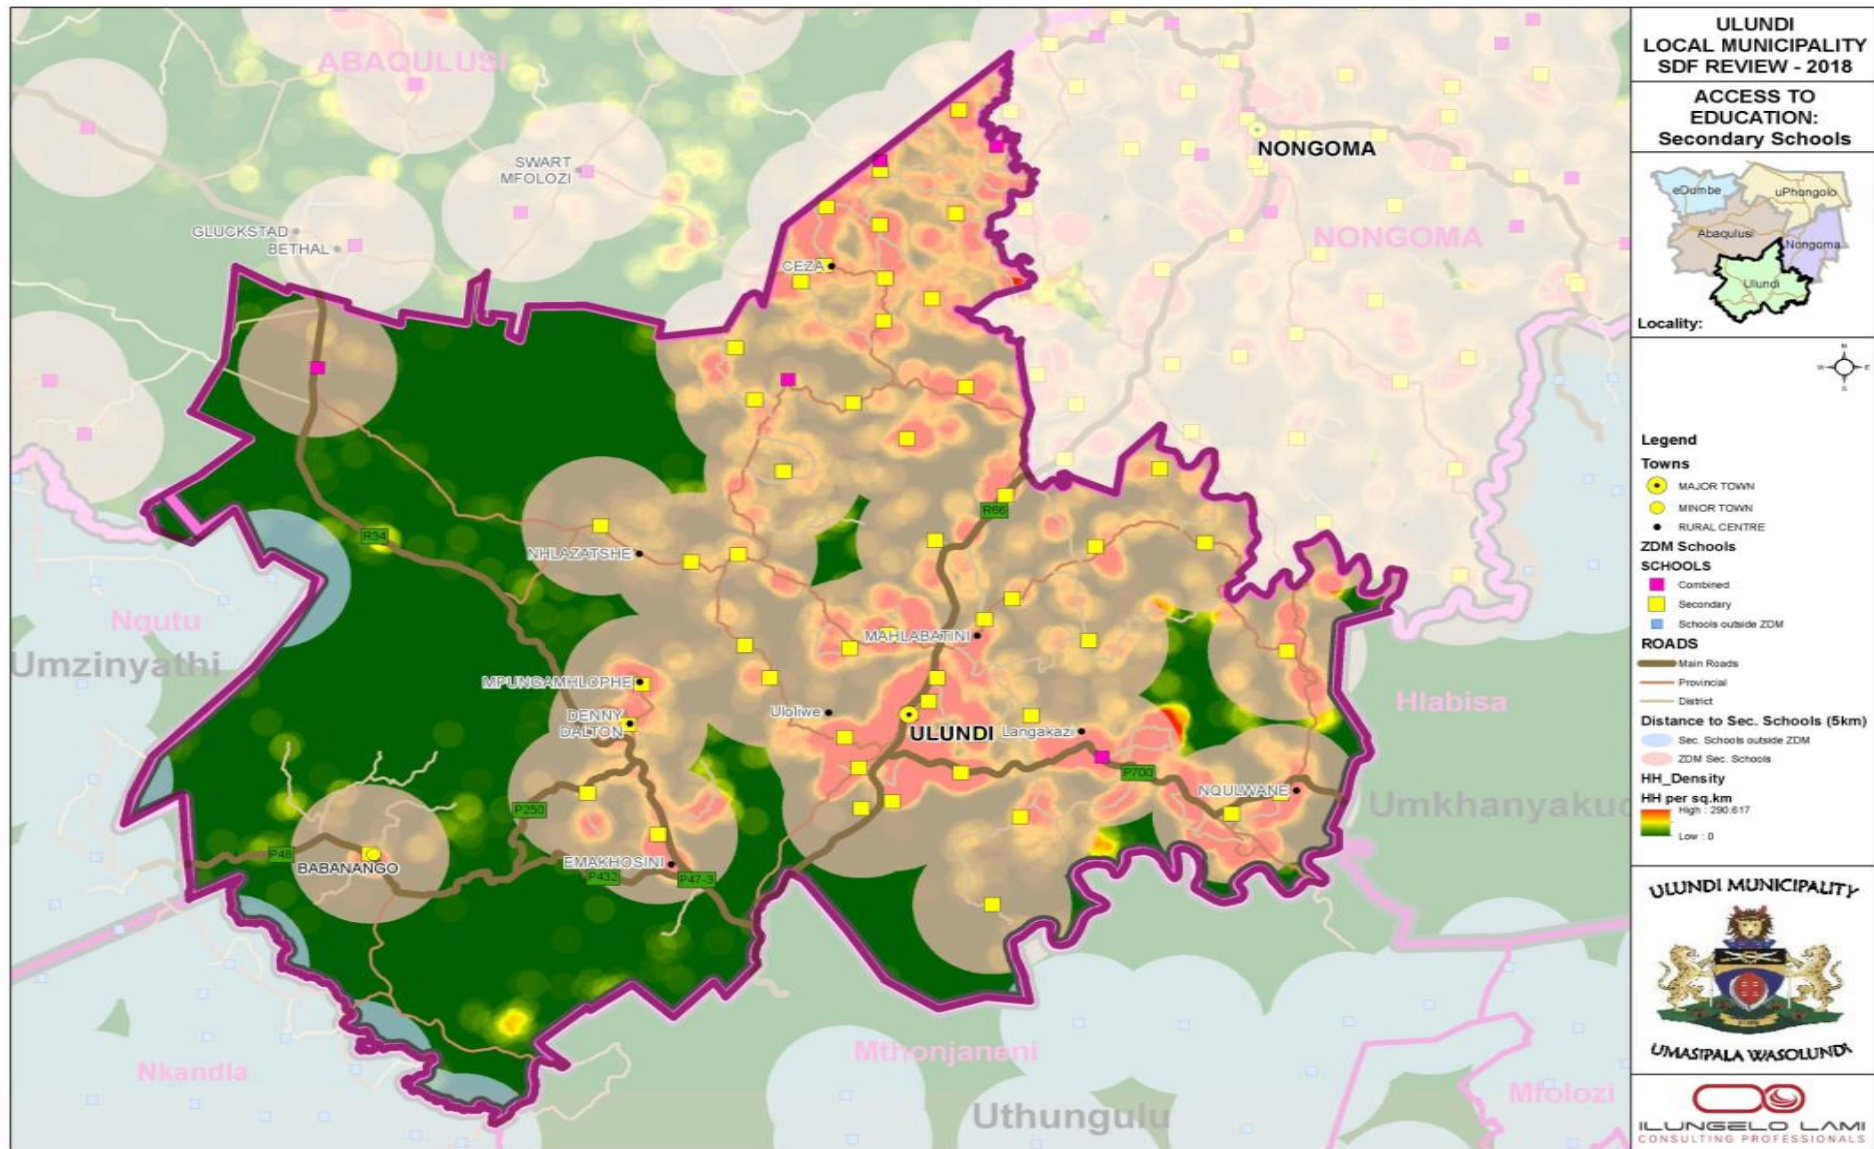 ULUNDI
LOCAL MUNICIPALITY
SDF REVIEW - 2018
ACCESS TO
EDUCATION:
Secondary Schools
eDumbe
uPhongolo
Abaqulusi
Nongoma
Ulundi
Locality:
N
W
E
S
Legend
Towns
MAJOR TOWN
MINOR TOWN
RURAL CENTRE
ZDM Schools
SCHOOLS
Combined
Secondary
Schools outside ZDM
ROADS
Main Roads
Provincial
District
Distance to Sec. Schools (5km)
Sec. Schools outside ZDM
ZDM Sec. Schools
HH_Density
HH per sq.km
High : 290.617
Low : 0
ULUNDI MUNICIPALITY
UMASIPALA WASOLUNDI
ILUNGELO LAMI
CONSULTING PROFESSIONALS
ABAQULUSI
SWART
MFOLOZI
NONGOMA
GLUCKSTAD
BETHAL
NONGOMA
CEZA
R66
R34
NHLAZATSHE
Nqutu
Umzinyathi
MAHLABATINI
MPUNGAMHLOPHE
DENNY
DALTON
Uloliwe
ULUNDI
Langakazi
Hlabisa
P700
NQULWANE
Umkhanyakud
P250
P48
BABANANGO
EMAKHOSINI
P432
P47-3
Mthonjaneni
Nkandla
Uthungulu
Mfolozi